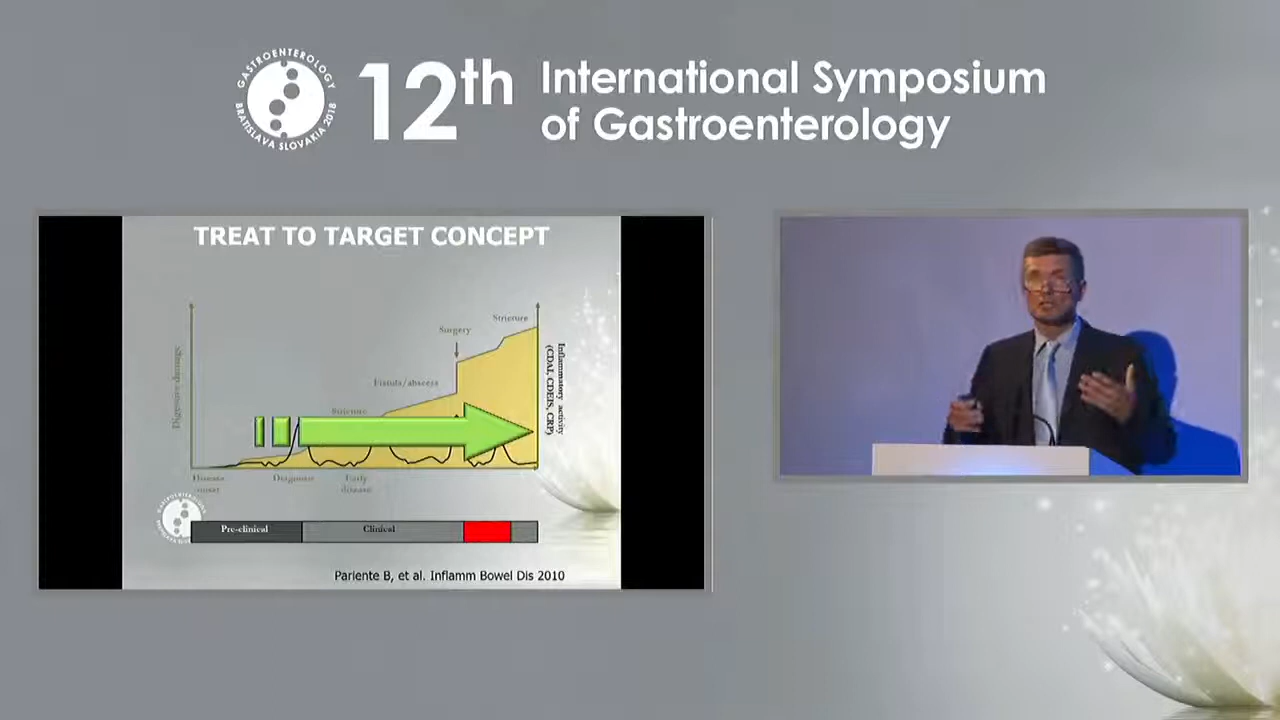 GASTROENTEROLOGY
BRATISLAVA SLOVAKIA 2018
12th
International Symposium
of Gastroenterology
TREAT TO TARGET CONCEPT
Stricture
Surgery
Fistula/abscess
Stricture
Digestive damage
Inflammatory activity
(CDAI, CDEIS, CRP)
Disease
onset
Diagnosis
Early
disease
Pre-clinical
Clinical
Pariente B, et al. Inflamm Bowel Dis 2010